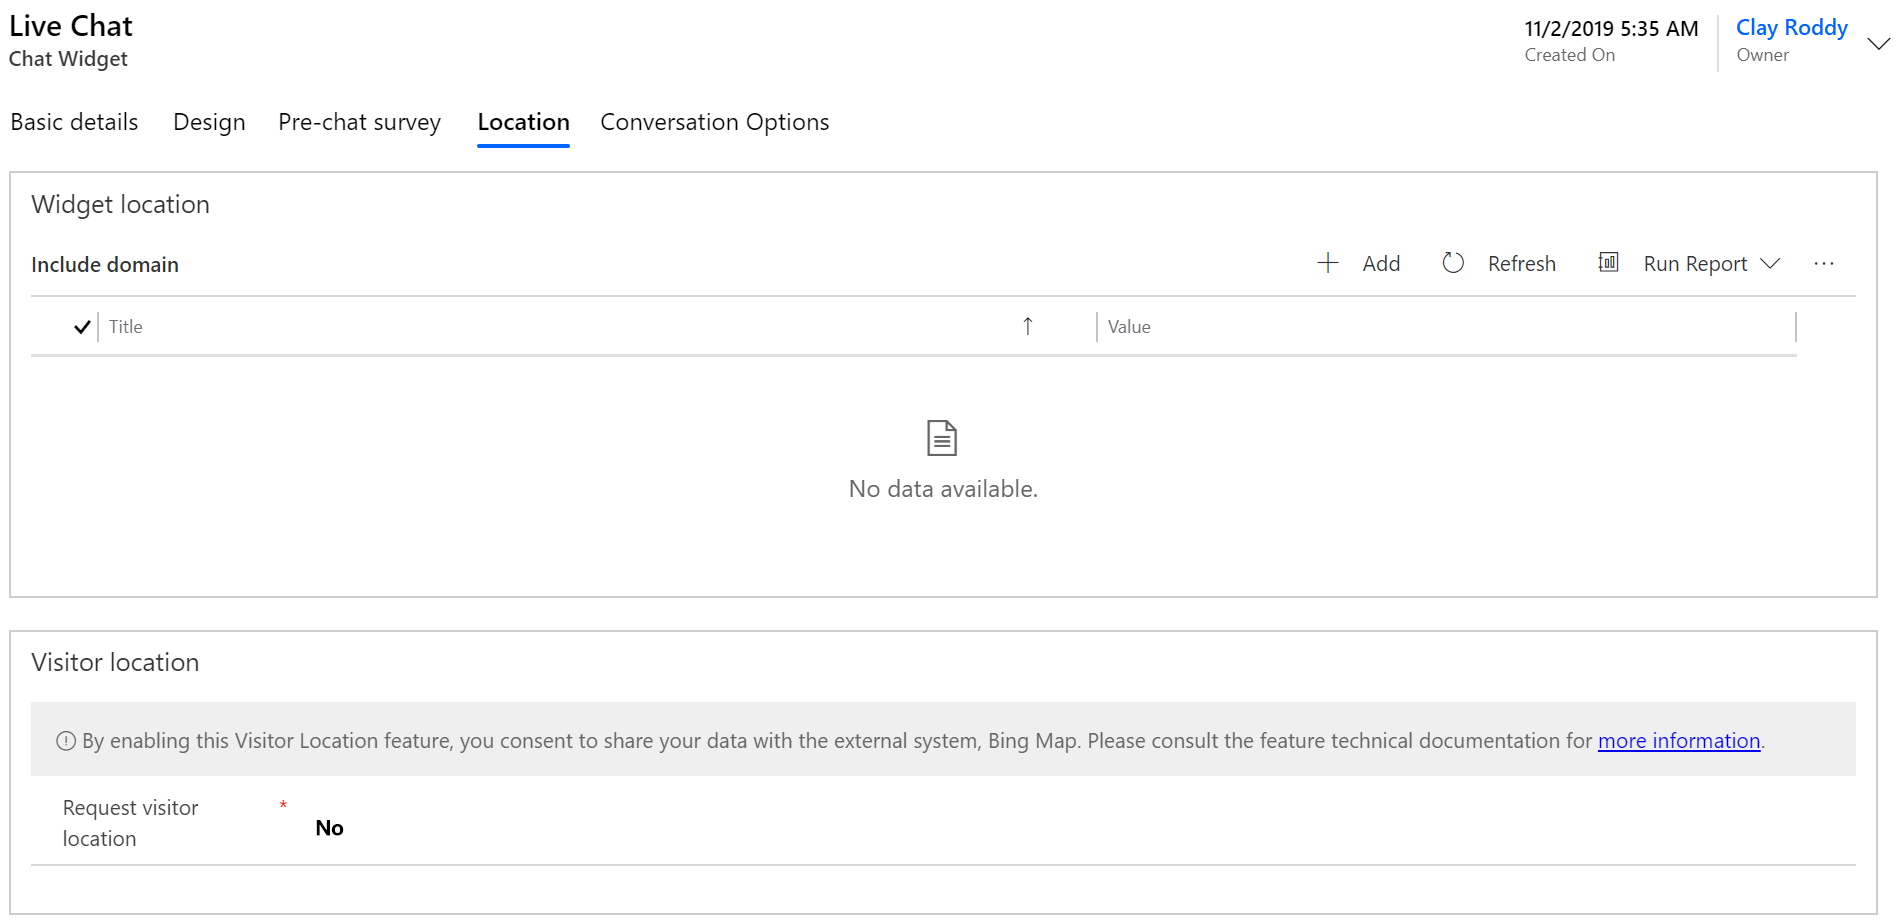 Live Chat
Chat Widget
11/2/2019 5:35 AM
Created On
Clay Roddy
Owner
Basic details Design Pre-chat survey Location Conversation Options
Widget location
Include domain
Add Refresh Run Report ...
Title Value
No data available.
Visitor location
By enabling this Visitor Location feature, you consent to share your data with the external system, Bing Map. Please consult the feature technical documentation for more information.
Request visitor
location
*
No